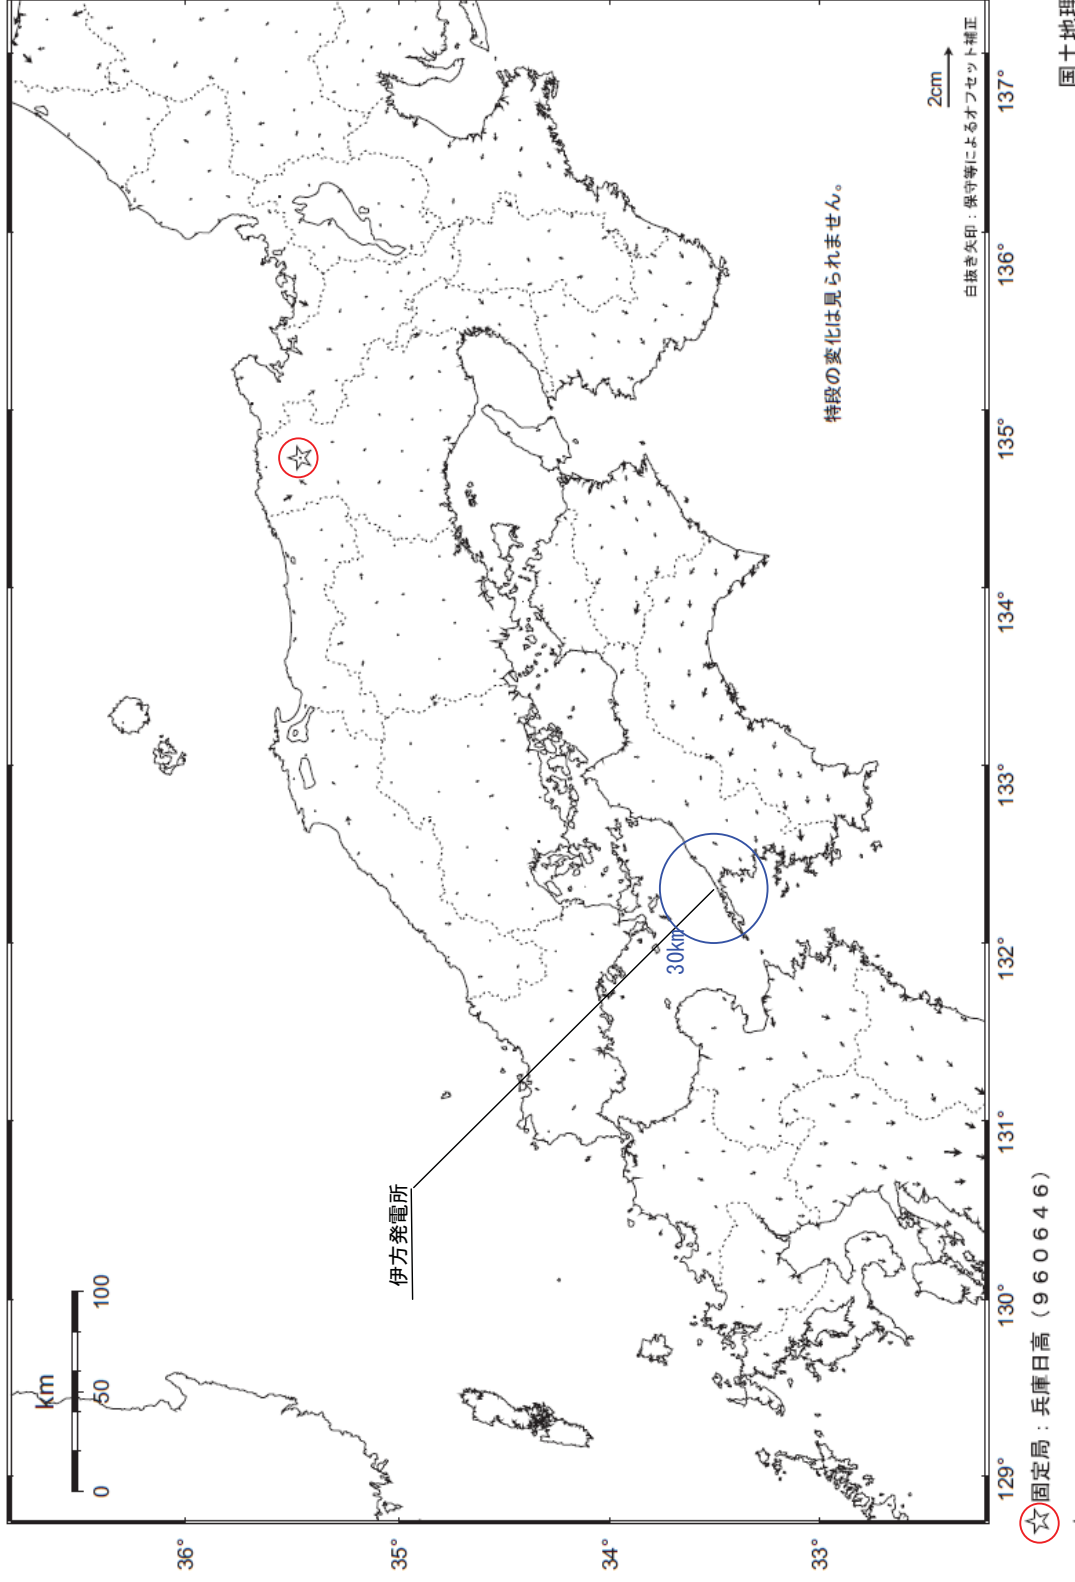 km
0 50 100
伊方発電所
30km
特段の変化は見られません。
2cm
白抜き矢印：保守等によるオフセット補正
36°
35°
34°
33°
129° 130° 131° 132° 133° 134° 135° 136° 137°
☆固定局：兵庫日高（９６０６４６）
国土地理